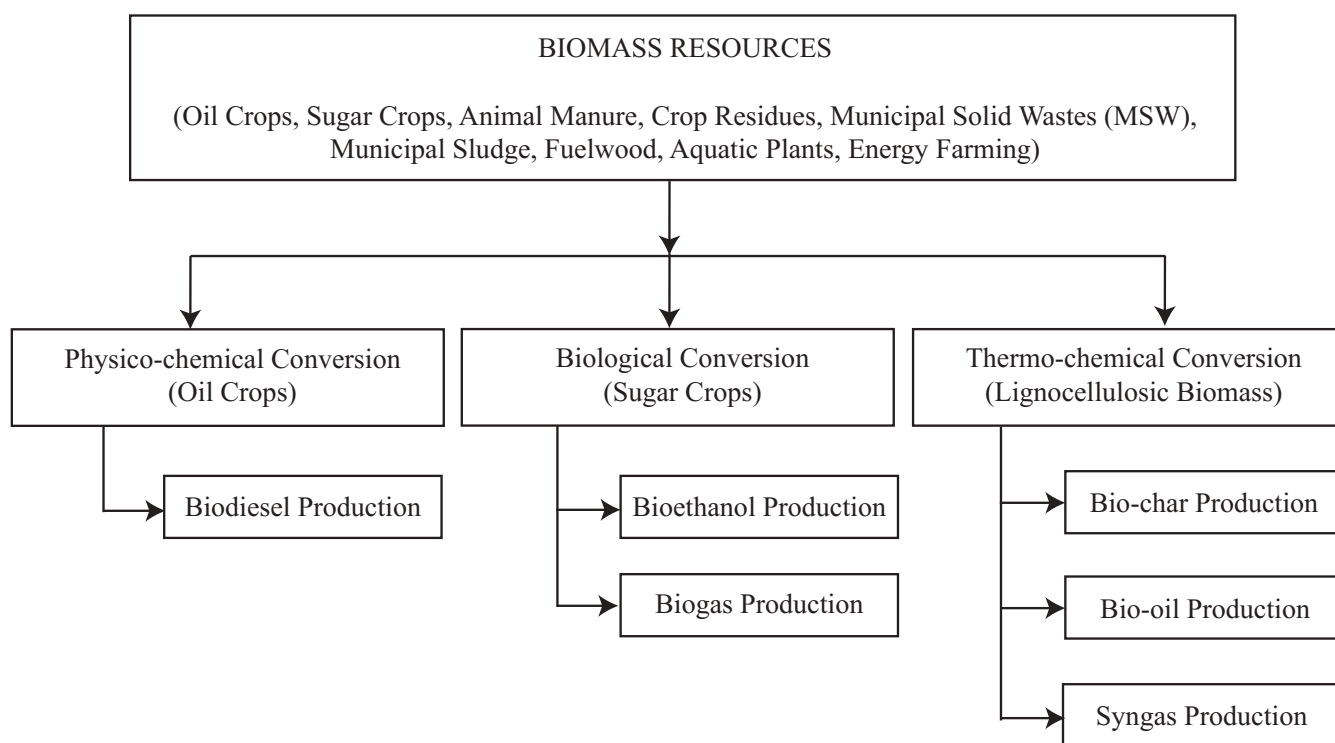 BIOMASS RESOURCES
(Oil Crops, Sugar Crops, Animal Manure, Crop Residues, Municipal Solid Wastes (MSW),
Municipal Sludge, Fuelwood, Aquatic Plants, Energy Farming)
Physico-chemical Conversion
(Oil Crops)
Biodiesel Production
Biological Conversion
(Sugar Crops)
Bioethanol Production
Biogas Production
Thermo-chemical Conversion
(Lignocellulosic Biomass)
Bio-char Production
Bio-oil Production
Syngas Production